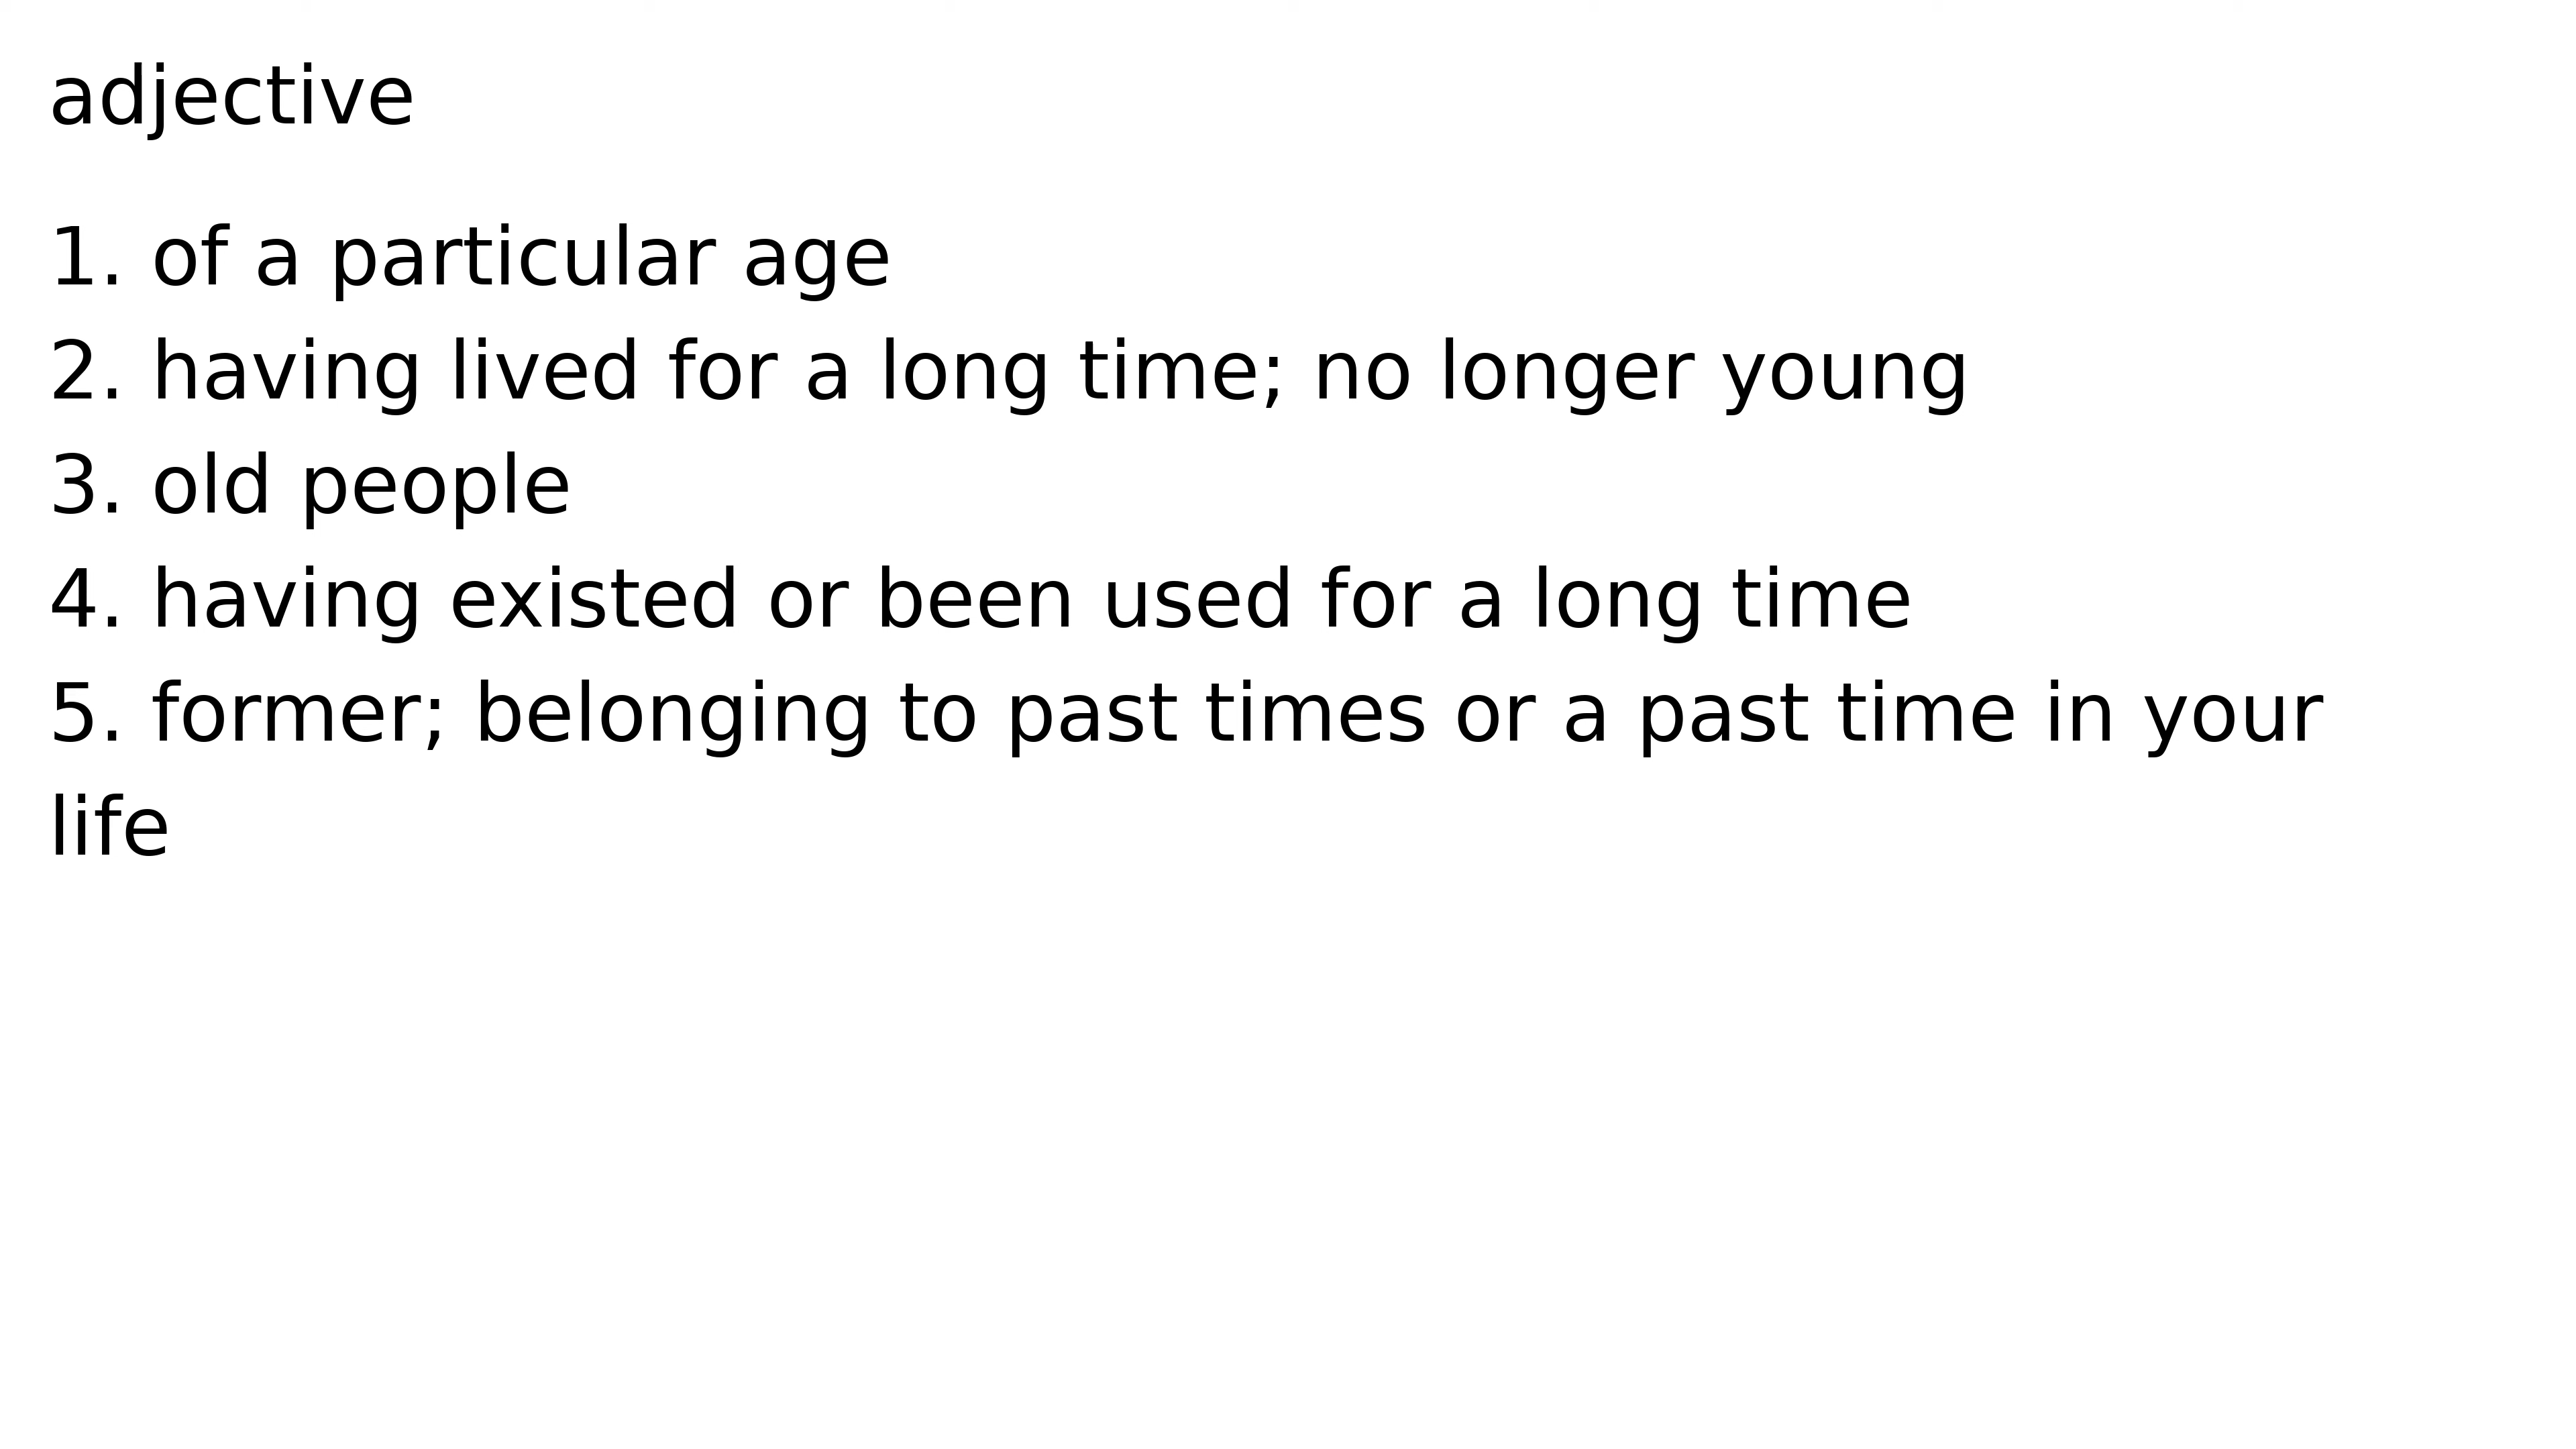 adjective
1. of a particular age
2. having lived for a long time; no longer young
3. old people
4. having existed or been used for a long time
5. former; belonging to past times or a past time in your
life